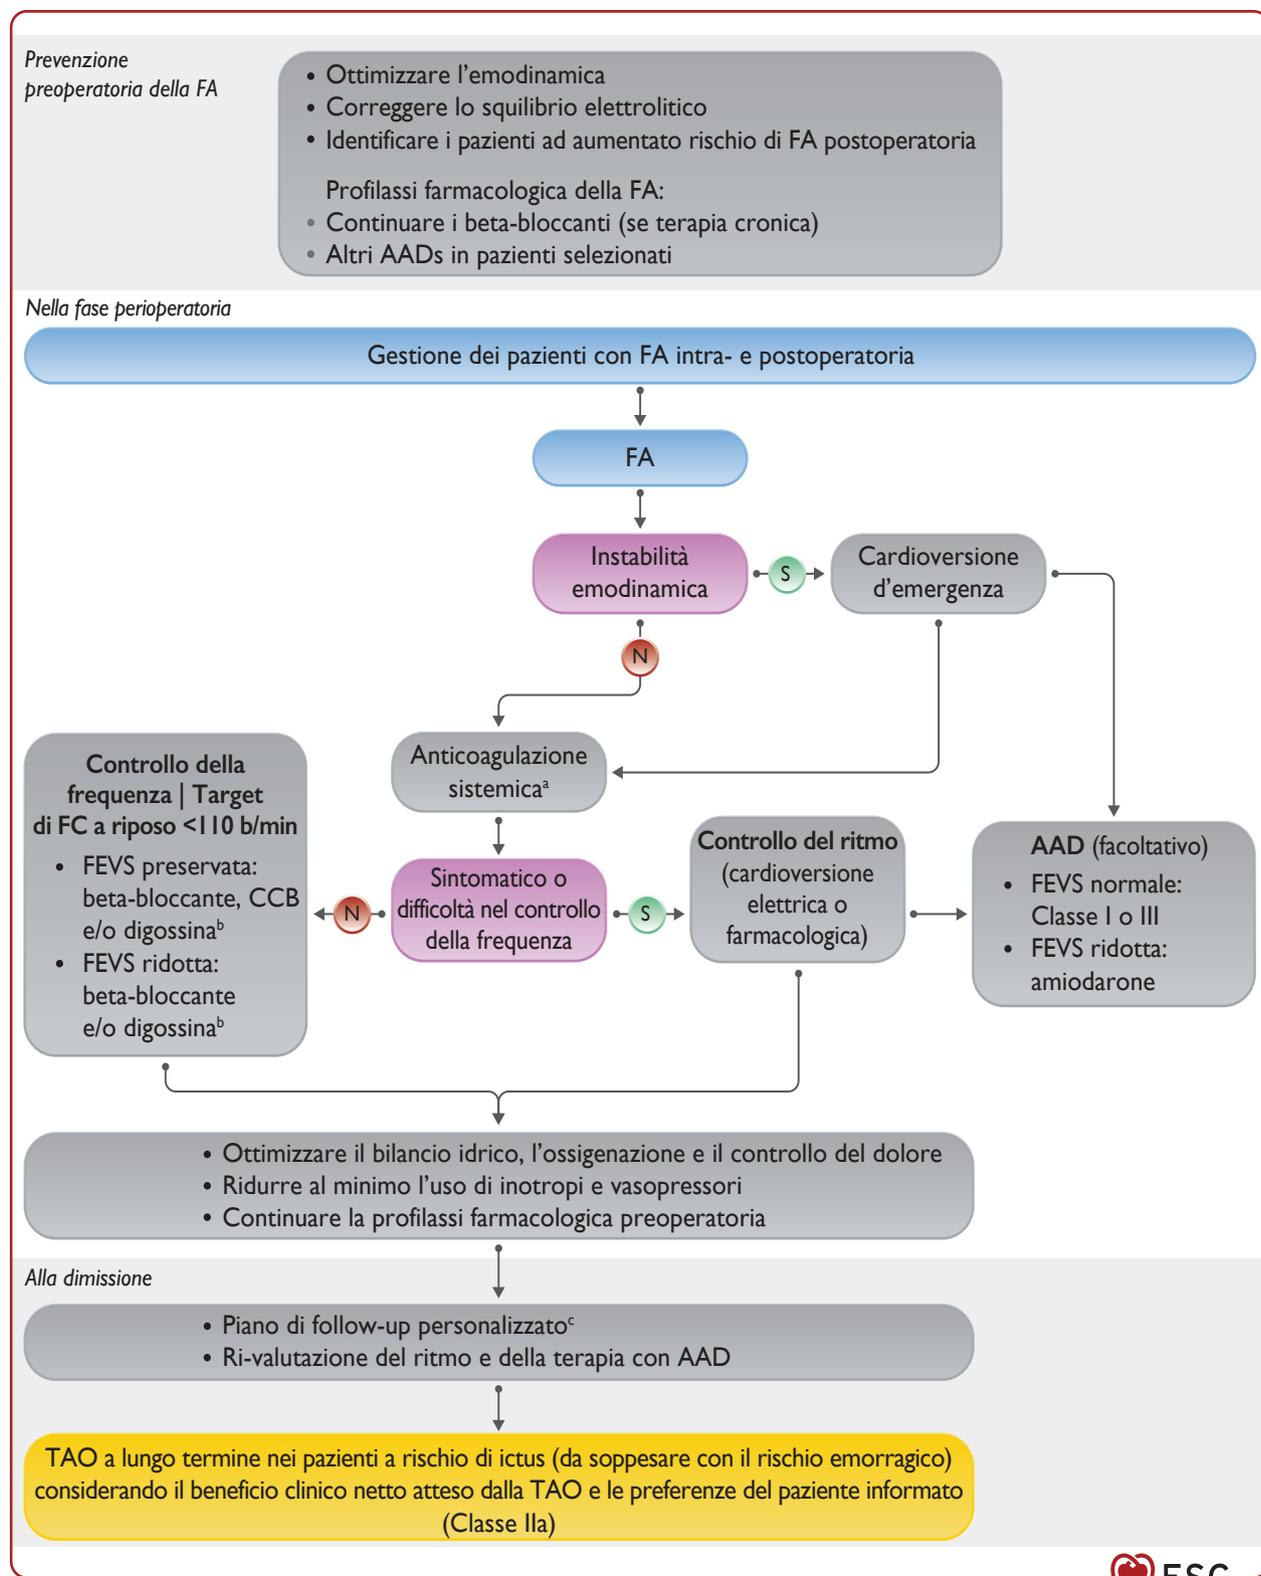 Prevenzione
preoperatoria della FA
• Ottimizzare l'emodinamica
• Correggere lo squilibrio elettrolitico
• Identificare i pazienti ad aumentato rischio di FA postoperatoria
Profilassi farmacologica della FA:
• Continuare i beta-bloccanti (se terapia cronica)
• Altri AADs in pazienti selezionati
Nella fase perioperatoria
Gestione dei pazienti con FA intra- e postoperatoria
FA
Instabilità
emodinamica
S
Cardioversione
d'emergenza
N
Anticoagulazione
sistemicaª
Controllo della
frequenza | Target
di FC a riposo <110 b/min
• FEVS preservata:
beta-bloccante, CCB
e/o digossinaᵇ
• FEVS ridotta:
beta-bloccante
e/o digossinaᵇ
N
Sintomatico o
difficoltà nel controllo
della frequenza
S
Controllo del ritmo
(cardioversione
elettrica o
farmacologica)
AAD (facoltativo)
• FEVS normale:
Classe I o III
• FEVS ridotta:
amiodarone
• Ottimizzare il bilancio idrico, l'ossigenazione e il controllo del dolore
• Ridurre al minimo l'uso di inotropi e vasopressori
• Continuare la profilassi farmacologica preoperatoria
Alla dimissione
• Piano di follow-up personalizzatoᶜ
• Ri-valutazione del ritmo e della terapia con AAD
TAO a lungo termine nei pazienti a rischio di ictus (da soppesare con il rischio emorragico)
considerando il beneficio clinico netto atteso dalla TAO e le preferenze del paziente informato
(Classe IIa)
ESC